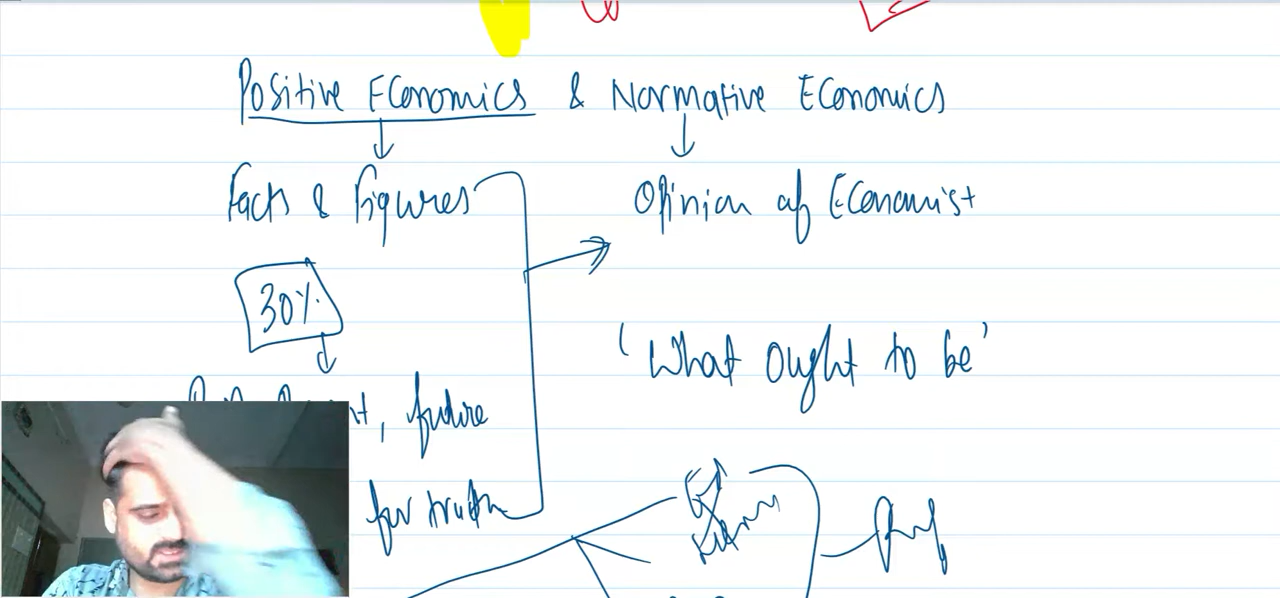 Positive Economics & Normative Economics
Facts & Figures
Opinion of Economist
30%
'What ought to be'
, future
for truth